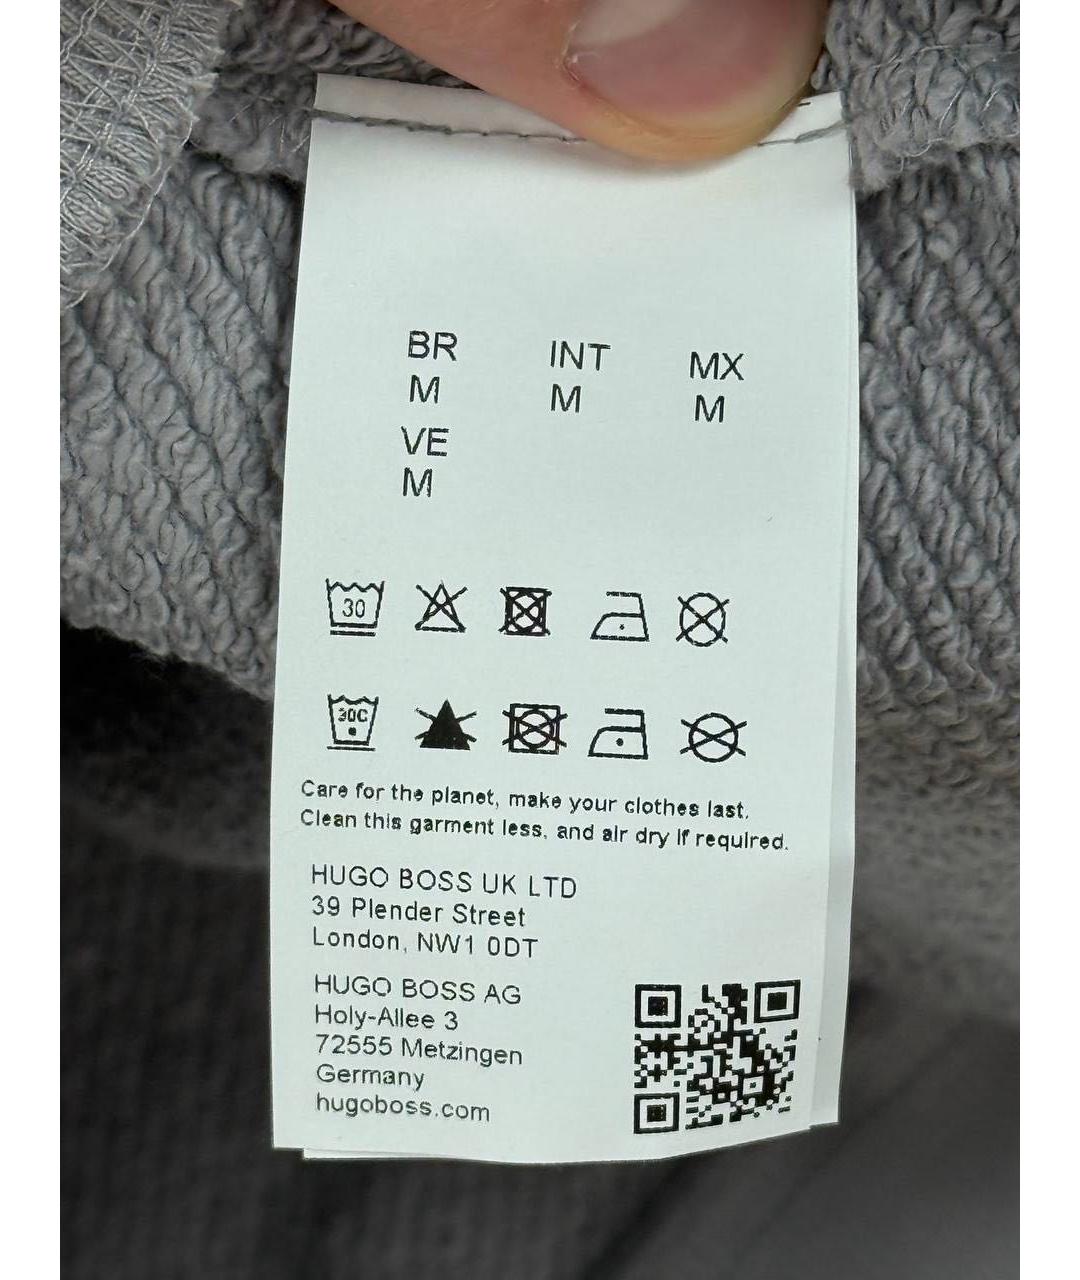 BR INT MX
M M M
VE
M
30
30C
Care for the planet, make your clothes last.
Clean this garment less, and air dry if required.
HUGO BOSS UK LTD
39 Plender Street
London, NW1 0DT
HUGO BOSS AG
Holy-Allee 3
72555 Metzingen
Germany
hugoboss.com